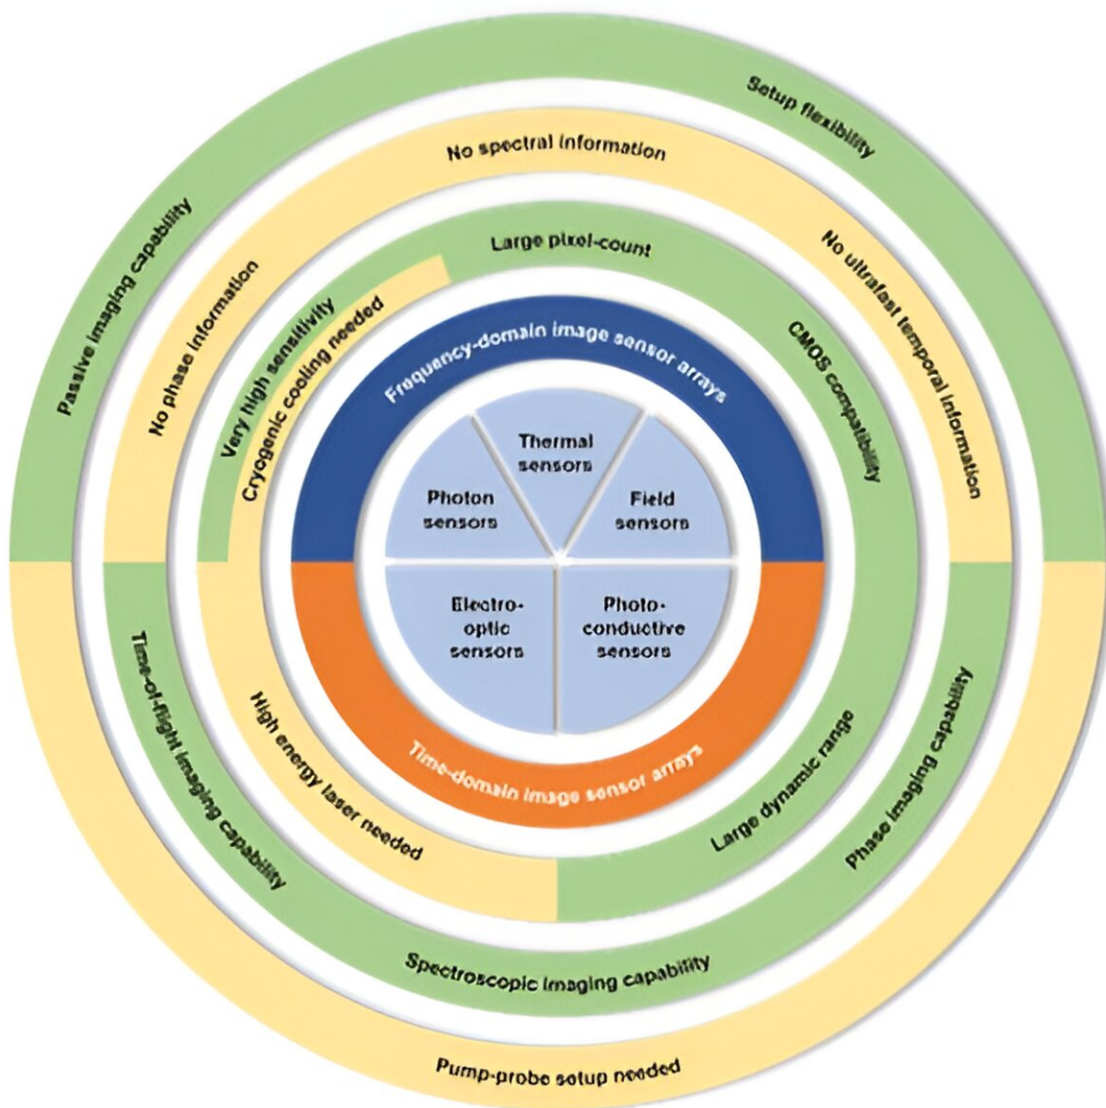 Setup flexibility
Passive imaging capability
No spectral information
No phase information
No ultrafast temporal information
Large pixel-count
Very high sensitivity
Cryogenic cooling needed
CMOS compatibility
Frequency-domain image sensor arrays
Thermal
sensors
Photon
sensors
Field
sensors
Electro-
optic
sensors
Photo-
conductive
sensors
Time-domain image sensor arrays
High energy laser needed
Large dynamic range
Time-of-flight imaging capability
Phase imaging capability
Spectroscopic imaging capability
Pump-probe setup needed